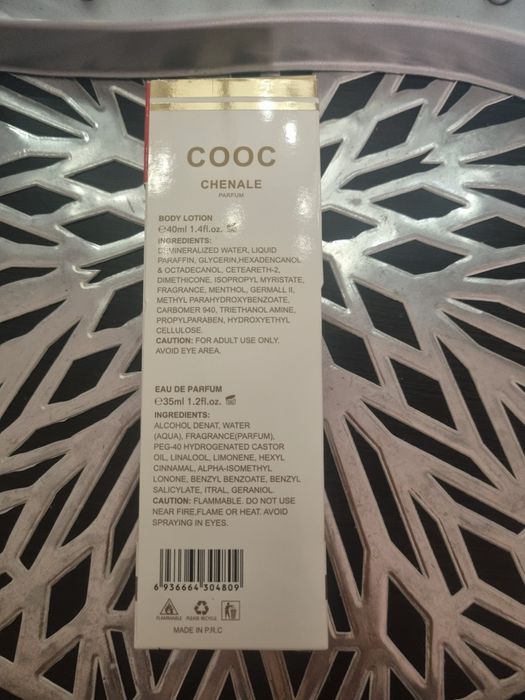 COOC
CHENALE
PARFUM
BODY LOTION
℮40ml 1.4fl.oz.
INGREDIENTS:
DEMINERALIZED WATER, LIQUID
PARAFFIN, GLYCERIN,HEXADENCANOL
& OCTADECANOL, CETEARETH-2,
DIMETHICONE, ISOPROPYL MYRISTATE,
FRAGRANCE, MENTHOL, GERMALL II,
METHYL PARAHYDROXYBENZOATE,
CARBOMER 940, TRIETHANOL AMINE,
PROPYLPARABEN, HYDROXYETHYL
CELLULOSE.
CAUTION: FOR ADULT USE ONLY.
AVOID EYE AREA.
EAU DE PARFUM
℮35ml 1.2fl.oz.
INGREDIENTS:
ALCOHOL DENAT, WATER
(AQUA), FRAGRANCE(PARFUM),
PEG-40 HYDROGENATED CASTOR
OIL, LINALOOL, LIMONENE, HEXYL
CINNAMAL, ALPHA-ISOMETHYL
LONONE, BENZYL BENZOATE, BENZYL
SALICYLATE, ITRAL, GERANIOL.
CAUTION: FLAMMABLE. DO NOT USE
NEAR FIRE,FLAME OR HEAT. AVOID
SPRAYING IN EYES.
6 936664 304809
FLAMMABLE PLEASE RECYCLE
MADE IN P.R.C